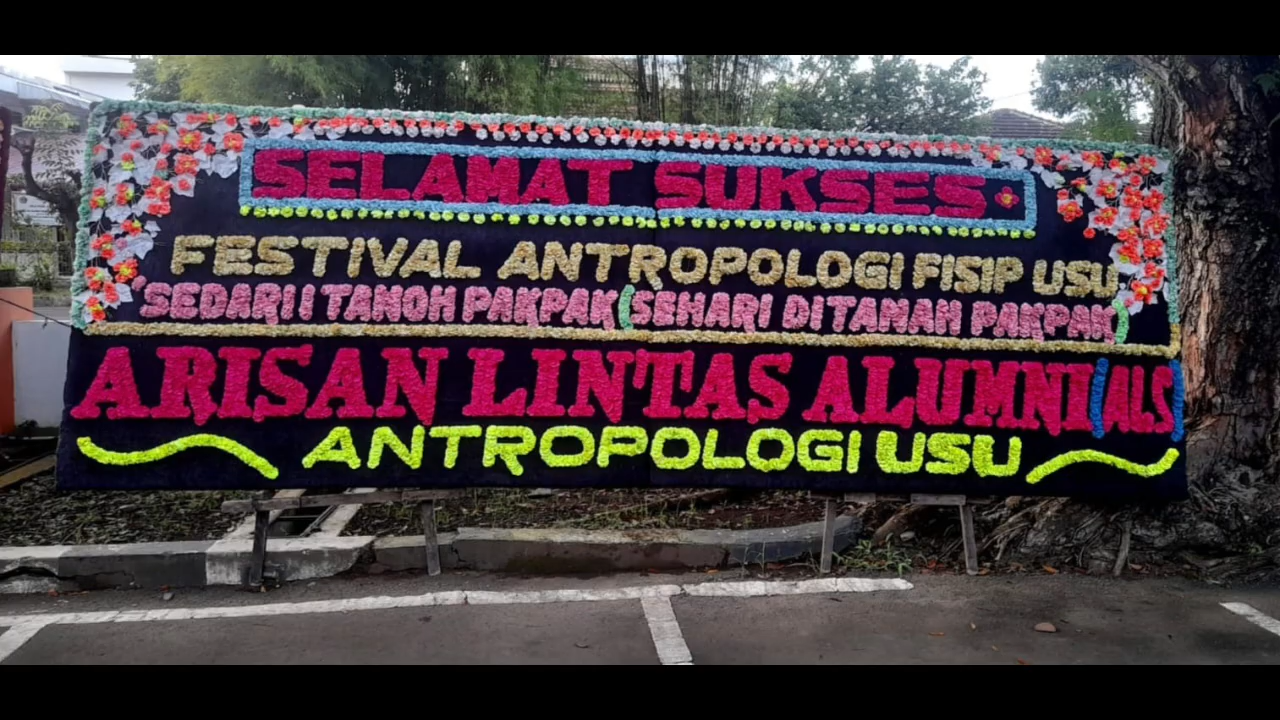 SELAMAT SUKSES
FESTIVAL ANTROPOLOGI FISIP USU
"SEDARI I TANOH PAKPAK (SEHARI DITANAH PAKPAK)
ARISAN LINTAS ALUMNI (ALS)
ANTROPOLOGI USU